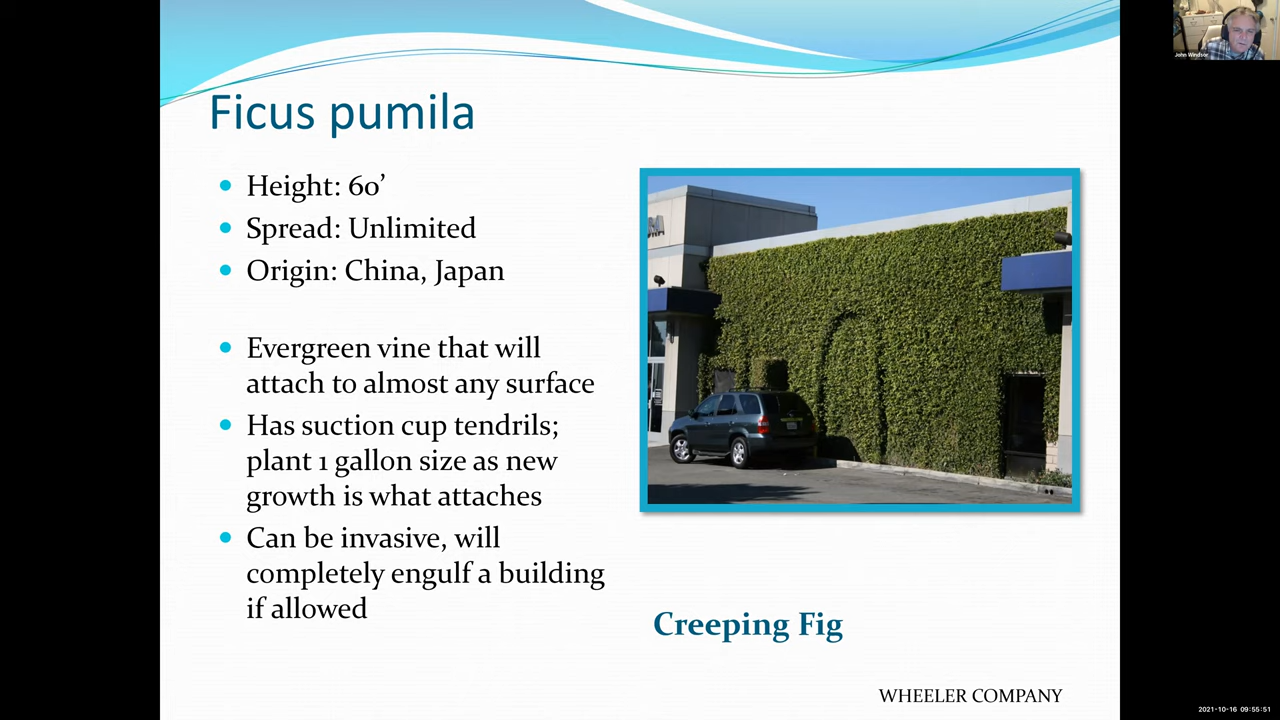 John Windsor
Ficus pumila
Height: 60’
Spread: Unlimited
Origin: China, Japan
Evergreen vine that will
attach to almost any surface
Has suction cup tendrils;
plant 1 gallon size as new
growth is what attaches
Can be invasive, will
completely engulf a building
if allowed
Creeping Fig
WHEELER COMPANY
2021-10-16 09:55:51